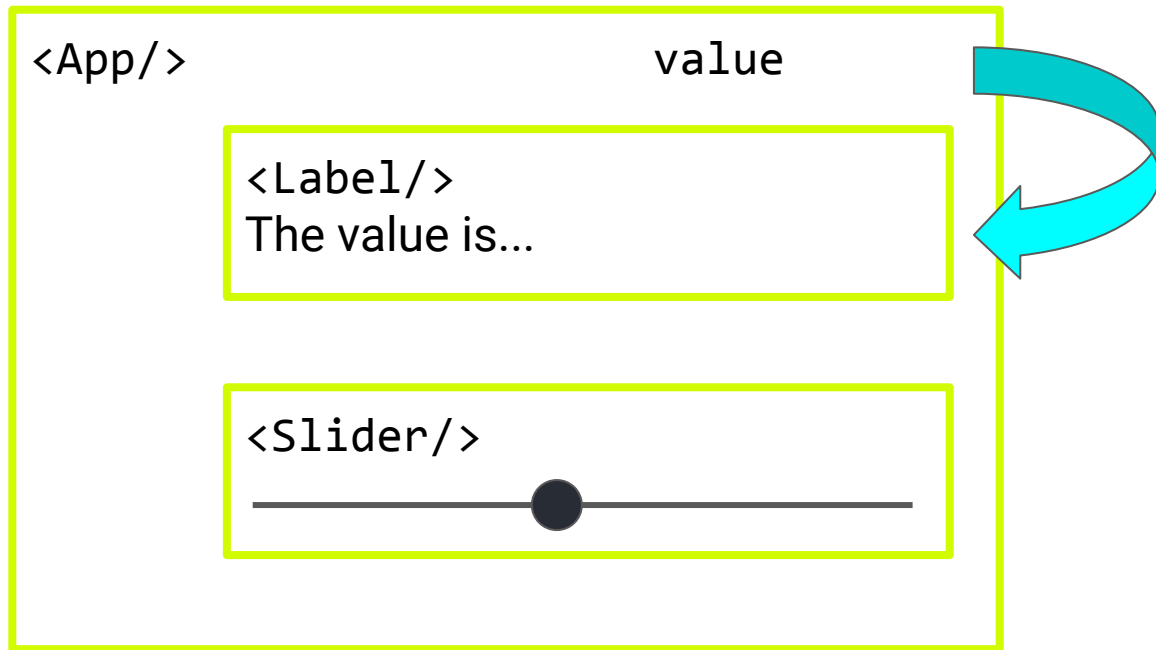 <App/> value
<Label/>
The value is...
<Slider/>